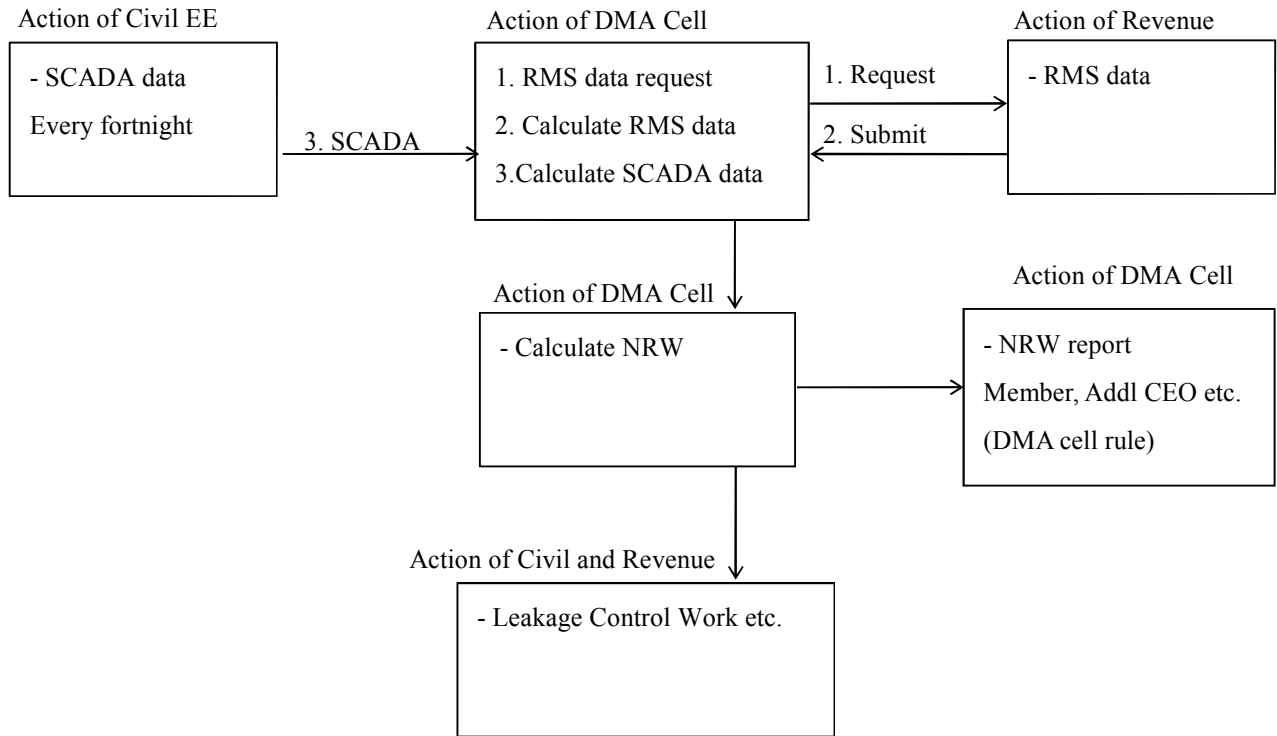 Action of Civil EE
- SCADA data
Every fortnight
3. SCADA
Action of DMA Cell
1. RMS data request
2. Calculate RMS data
3.Calculate SCADA data
1. Request
2. Submit
Action of Revenue
- RMS data
Action of DMA Cell
- Calculate NRW
Action of DMA Cell
- NRW report
Member, Addl CEO etc.
(DMA cell rule)
Action of Civil and Revenue
- Leakage Control Work etc.